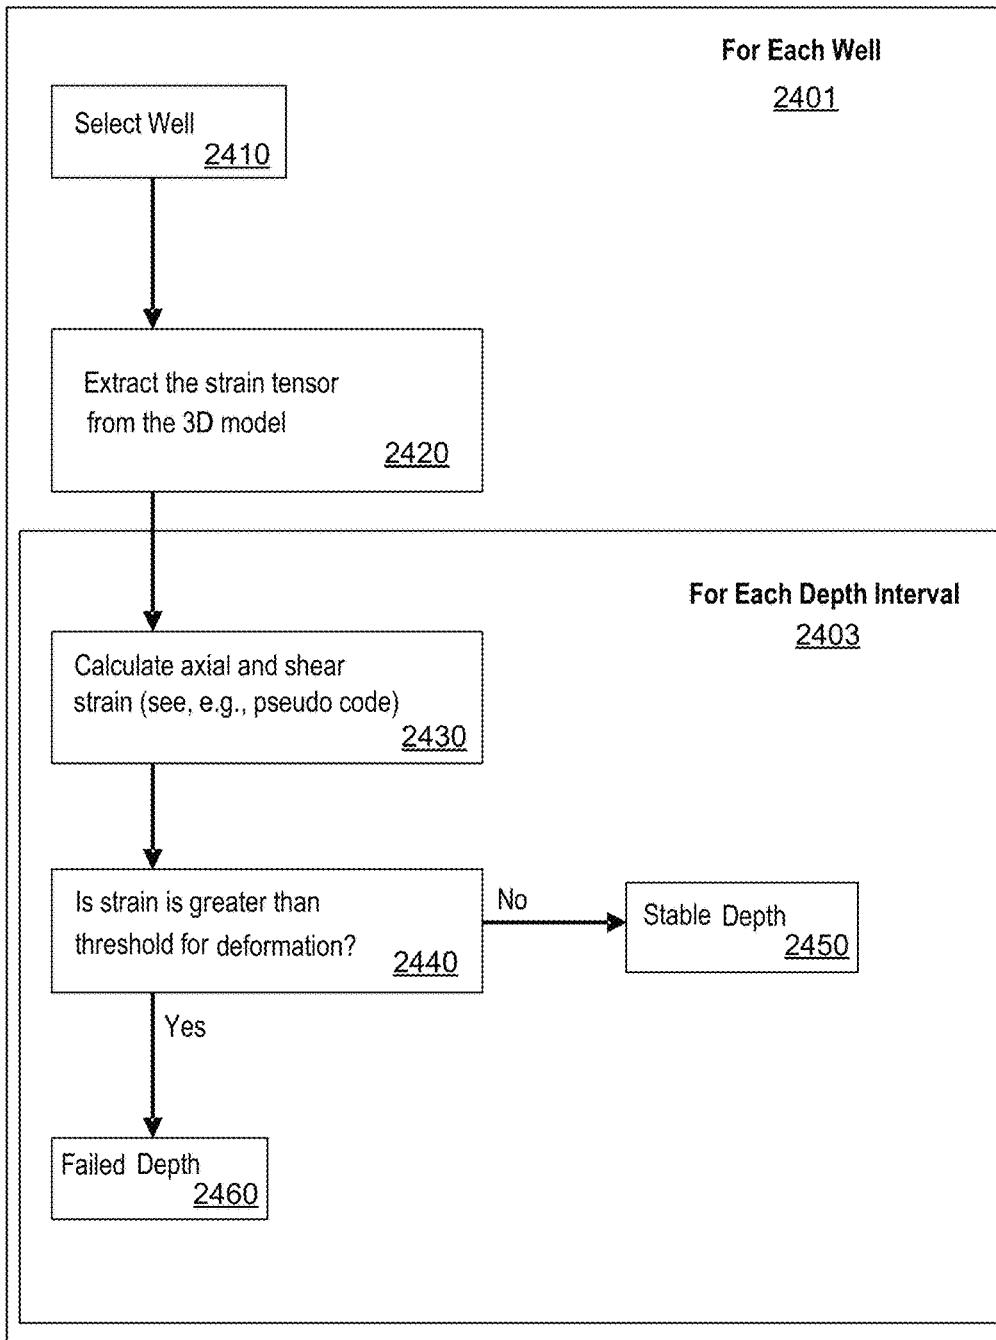 For Each Well
2401
Select Well
2410
Extract the strain tensor
from the 3D model
2420
For Each Depth Interval
2403
Calculate axial and shear
strain (see, e.g., pseudo code)
2430
Is strain is greater than
threshold for deformation?
2440
No
Stable Depth
2450
Yes
Failed Depth
2460